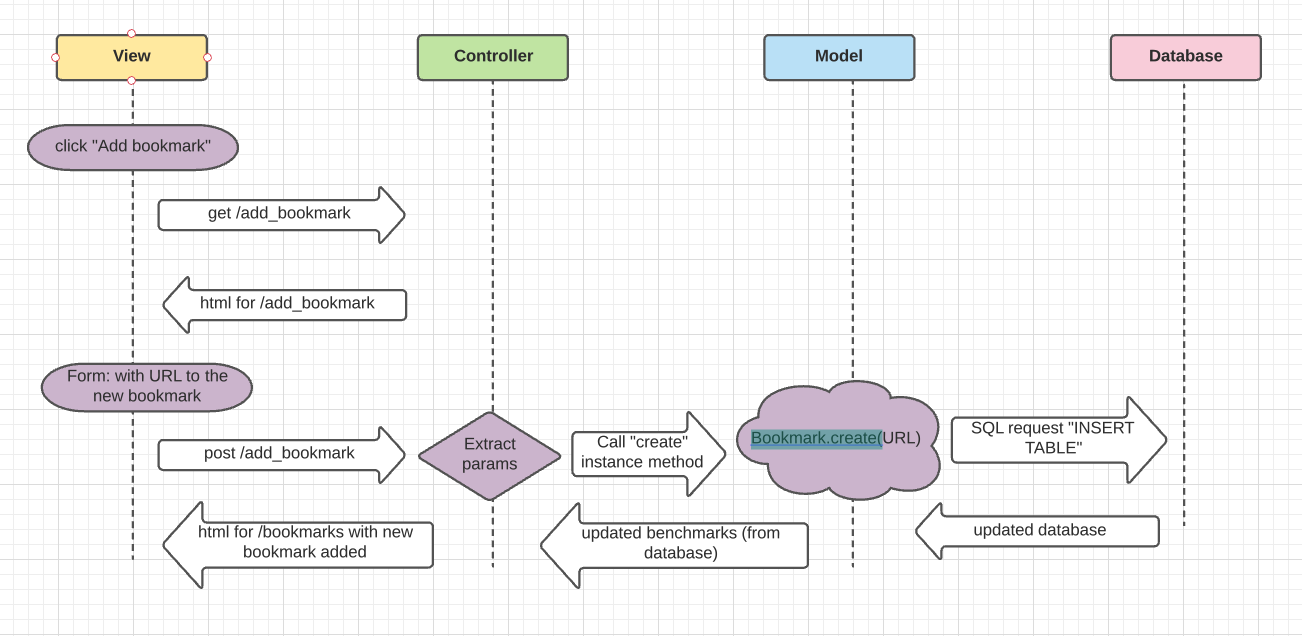 View
Controller
Model
Database
click "Add bookmark"
get /add_bookmark
html for /add_bookmark
Form: with URL to the
new bookmark
post /add_bookmark
Extract
params
Call "create"
instance method
Bookmark.create(URL)
SQL request "INSERT
TABLE"
html for /bookmarks with new
bookmark added
updated benchmarks (from
database)
updated database